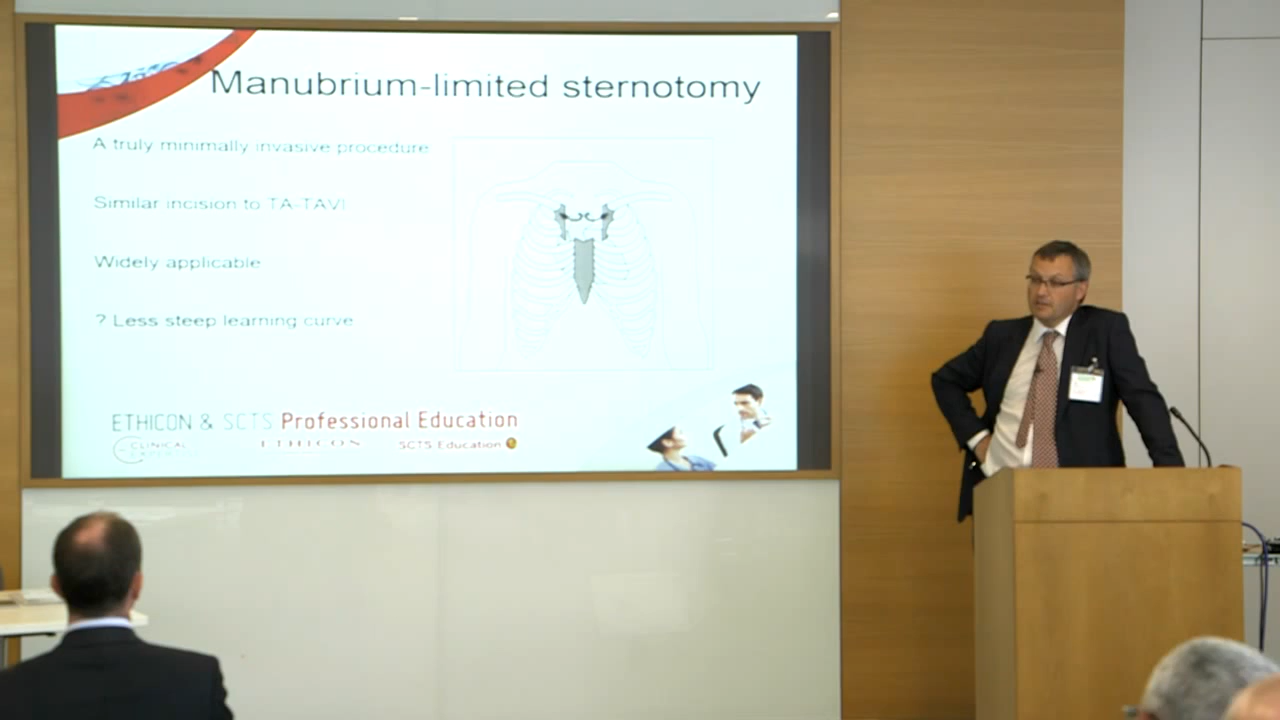 Manubrium-limited sternotomy
A truly minimally invasive procedure
Similar incision to TA-TAVI
Widely applicable
? Less steep learning curve
ETHICON & SCTS Professional Education
CLINICAL
ETHICON
SCTS Education